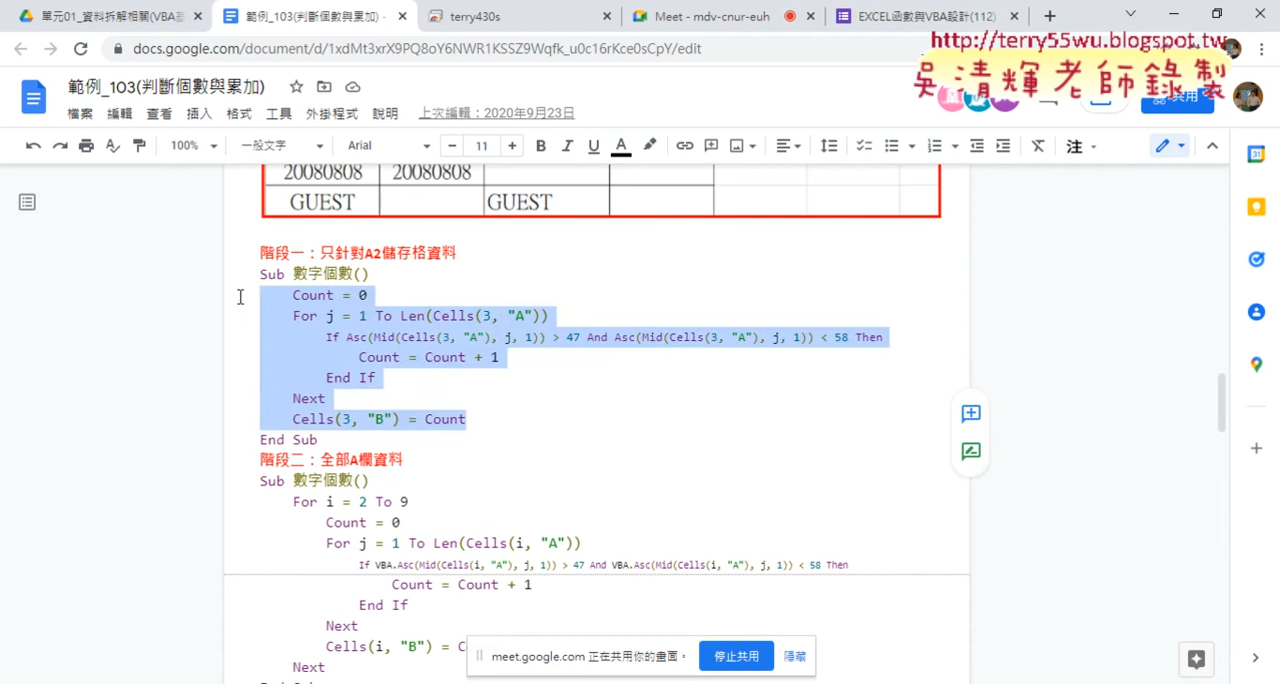 單元01_資料拆解相關(VBA基
範例_103(判斷個數與累加) -
terry430s
Meet - mdv-cnur-euh
EXCEL函數與VBA設計(112)
docs.google.com/document/d/1xdMt3xrX9PQ8oY6NWR1KSSZ9Wqfk_u0c16rKce0sCpY/edit
http://terry55wu.blogspot.tw
吳清輝老師錄製
範例_103(判斷個數與累加)
檔案 編輯 查看 插入 格式 工具 外掛程式 說明 上次編輯：2020年9月23日
共用
100% 一般文字 Arial 11 注
20080808 20080808
GUEST GUEST
階段一：只針對A2儲存格資料
Sub 數字個數()
Count = 0
For j = 1 To Len(Cells(3, "A"))
If Asc(Mid(Cells(3, "A"), j, 1)) > 47 And Asc(Mid(Cells(3, "A"), j, 1)) < 58 Then
Count = Count + 1
End If
Next
Cells(3, "B") = Count
End Sub
階段二：全部A欄資料
Sub 數字個數()
For i = 2 To 9
Count = 0
For j = 1 To Len(Cells(i, "A"))
If VBA.Asc(Mid(Cells(i, "A"), j, 1)) > 47 And VBA.Asc(Mid(Cells(i, "A"), j, 1)) < 58 Then
Count = Count + 1
End If
Next
Cells(i, "B") = C
Next
meet.google.com 正在共用你的畫面。 停止共用 隱藏